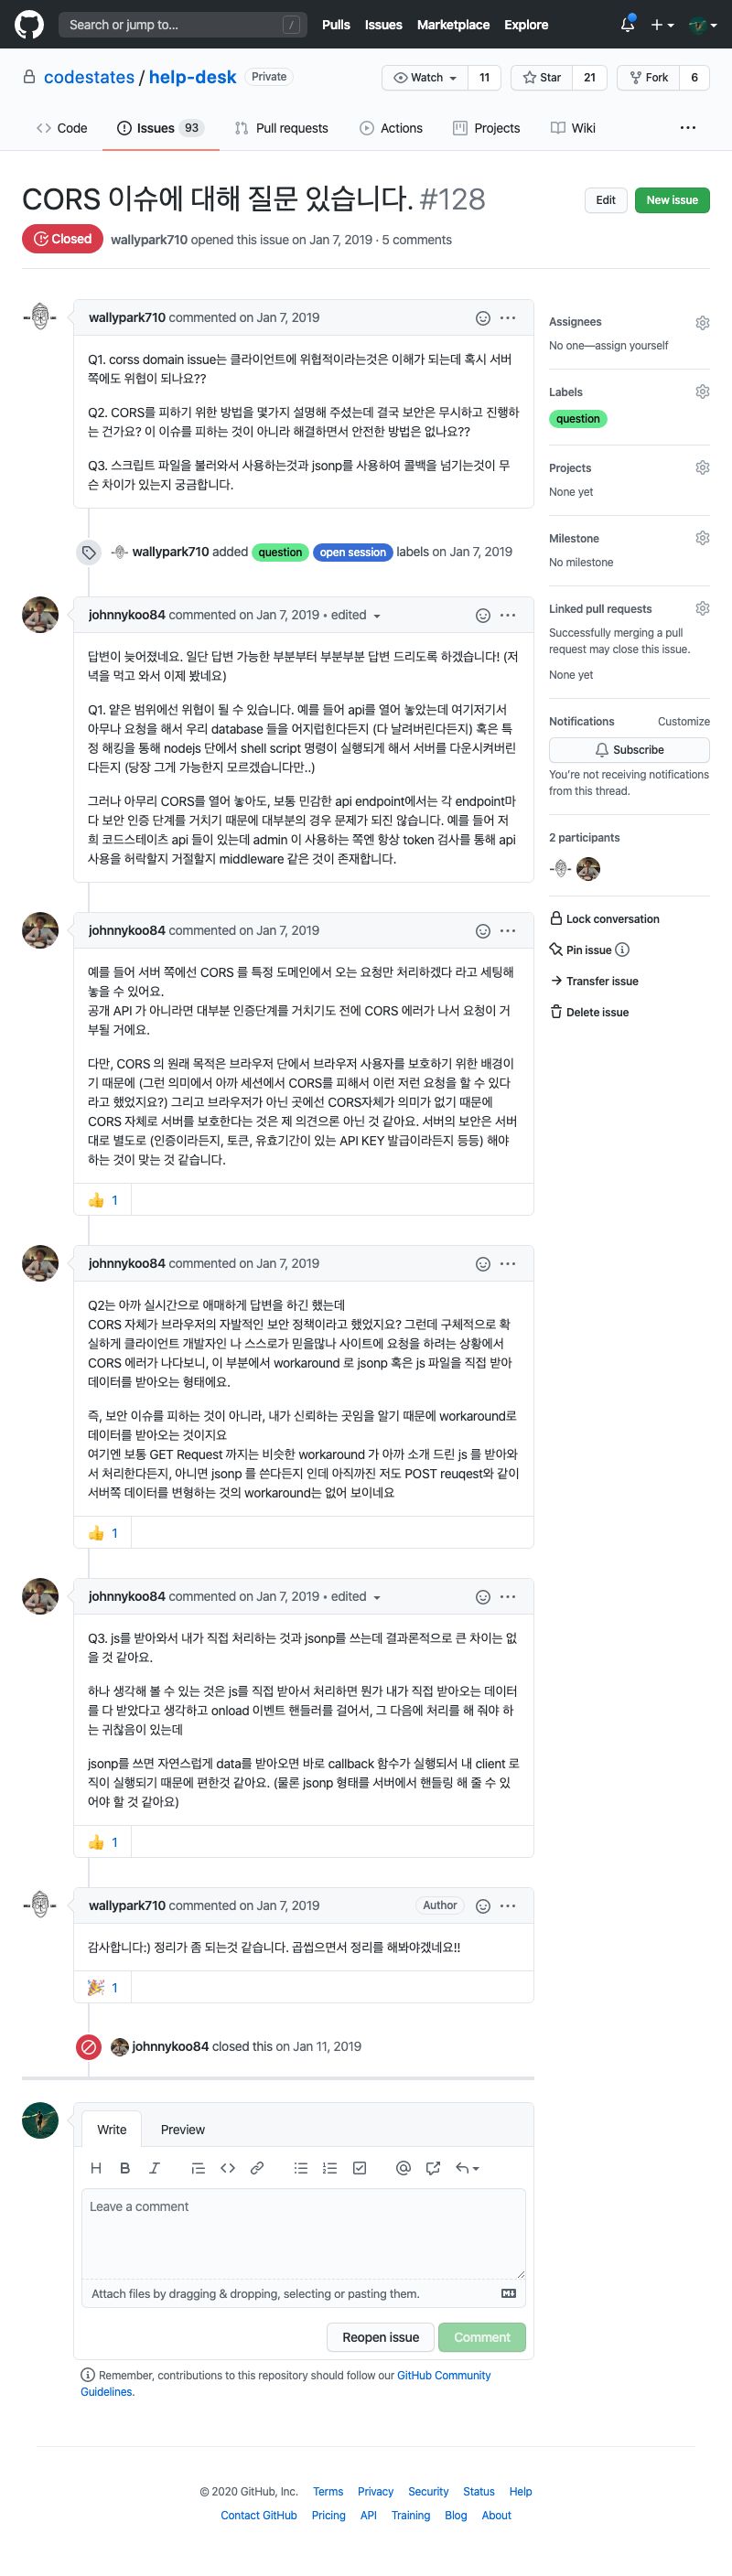 Search or jump to...
/
Pulls Issues Marketplace Explore
codestates / help-desk Private
Watch 11 Star 21 Fork 6
Code Issues 93 Pull requests Actions Projects Wiki
CORS 이슈에 대해 질문 있습니다. #128
Edit New issue
Closed wallypark710 opened this issue on Jan 7, 2019 · 5 comments
wallypark710 commented on Jan 7, 2019
Q1. corss domain issue는 클라이언트에 위협적이라는것은 이해가 되는데 혹시 서버
쪽에도 위협이 되나요??
Q2. CORS를 피하기 위한 방법을 몇가지 설명해 주셨는데 결국 보안은 무시하고 진행하
는 건가요? 이 이슈를 피하는 것이 아니라 해결하면서 안전한 방법은 없나요??
Q3. 스크립트 파일을 불러와서 사용하는것과 jsonp를 사용하여 콜백을 넘기는것이 무
슨 차이가 있는지 궁금합니다.
wallypark710 added question open session labels on Jan 7, 2019
johnnykoo84 commented on Jan 7, 2019 • edited
답변이 늦어졌네요. 일단 답변 가능한 부분부터 부분부분 답변 드리도록 하겠습니다! (저
녁을 먹고 와서 이제 봤네요)
Q1. 얕은 범위에선 위협이 될 수 있습니다. 예를 들어 api를 열어 놓았는데 여기저기서
아무나 요청을 해서 우리 database 들을 어지럽힌다든지 (다 날려버린다든지) 혹은 특
정 해킹을 통해 nodejs 단에서 shell script 명령이 실행되게 해서 서버를 다운시켜버린
다든지 (당장 그게 가능한지 모르겠습니다만..)
그러나 아무리 CORS를 열어 놓아도, 보통 민감한 api endpoint에서는 각 endpoint마
다 보안 인증 단계를 거치기 때문에 대부분의 경우 문제가 되진 않습니다. 예를 들어 저
희 코드스테이츠 api 들이 있는데 admin 이 사용하는 쪽엔 항상 token 검사를 통해 api
사용을 허락할지 거절할지 middleware 같은 것이 존재합니다.
johnnykoo84 commented on Jan 7, 2019
예를 들어 서버 쪽에선 CORS 를 특정 도메인에서 오는 요청만 처리하겠다 라고 세팅해
놓을 수 있어요.
공개 API 가 아니라면 대부분 인증단계를 거치기도 전에 CORS 에러가 나서 요청이 거
부될 거에요.
다만, CORS 의 원래 목적은 브라우저 단에서 브라우저 사용자를 보호하기 위한 배경이
기 때문에 (그런 의미에서 아까 세션에서 CORS를 피해서 이런 저런 요청을 할 수 있다
라고 했었지요?) 그리고 브라우저가 아닌 곳에선 CORS자체가 의미가 없기 때문에
CORS 자체로 서버를 보호한다는 것은 제 의견으론 아닌 것 같아요. 서버의 보안은 서버
대로 별도로 (인증이라든지, 토큰, 유효기간이 있는 API KEY 발급이라든지 등등) 해야
하는 것이 맞는 것 같습니다.
👍 1
johnnykoo84 commented on Jan 7, 2019
Q2는 아까 실시간으로 애매하게 답변을 하긴 했는데
CORS 자체가 브라우저의 자발적인 보안 정책이라고 했었지요? 그런데 구체적으로 확
실하게 클라이언트 개발자인 나 스스로가 믿을많나 사이트에 요청을 하려는 상황에서
CORS 에러가 나다보니, 이 부분에서 workaround 로 jsonp 혹은 js 파일을 직접 받아
데이터를 받아오는 형태에요.
즉, 보안 이슈를 피하는 것이 아니라, 내가 신뢰하는 곳임을 알기 때문에 workaround로
데이터를 받아오는 것이지요
여기엔 보통 GET Request 까지는 비슷한 workaround 가 아까 소개 드린 js 를 받아와
서 처리한다든지, 아니면 jsonp 를 쓴다든지 인데 아직까진 저도 POST reuqest와 같이
서버쪽 데이터를 변형하는 것의 workaround는 없어 보이네요
👍 1
johnnykoo84 commented on Jan 7, 2019 • edited
Q3. js를 받아와서 내가 직접 처리하는 것과 jsonp를 쓰는데 결과론적으로 큰 차이는 없
을 것 같아요.
하나 생각해 볼 수 있는 것은 js를 직접 받아서 처리하면 뭔가 내가 직접 받아오는 데이터
를 다 받았다고 생각하고 onload 이벤트 핸들러를 걸어서, 그 다음에 처리를 해 줘야 하
는 귀찮음이 있는데
jsonp를 쓰면 자연스럽게 data를 받아오면 바로 callback 함수가 실행되서 내 client 로
직이 실행되기 때문에 편한것 같아요. (물론 jsonp 형태를 서버에서 핸들링 해 줄 수 있
어야 할 것 같아요)
👍 1
wallypark710 commented on Jan 7, 2019 Author
감사합니다:) 정리가 좀 되는것 같습니다. 곱씹으면서 정리를 해봐야겠네요!!
🎉 1
johnnykoo84 closed this on Jan 11, 2019
Write Preview
Leave a comment
Attach files by dragging & dropping, selecting or pasting them.
Reopen issue Comment
Remember, contributions to this repository should follow our GitHub Community
Guidelines.
Assignees
No one—assign yourself
Labels
question
Projects
None yet
Milestone
No milestone
Linked pull requests
Successfully merging a pull
request may close this issue.
None yet
Notifications Customize
Subscribe
You're not receiving notifications
from this thread.
2 participants
Lock conversation
Pin issue
Transfer issue
Delete issue
© 2020 GitHub, Inc. Terms Privacy Security Status Help
Contact GitHub Pricing API Training Blog About